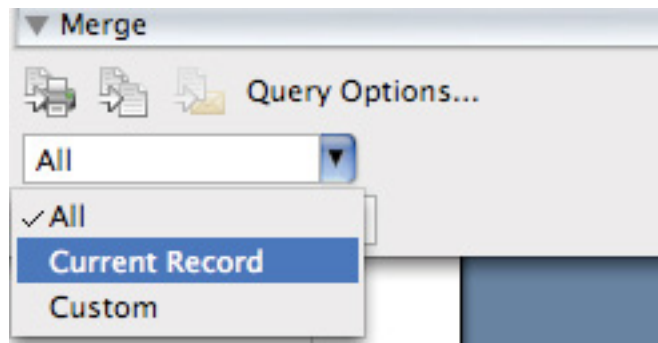 Merge
Query Options...
All
All
Current Record
Custom